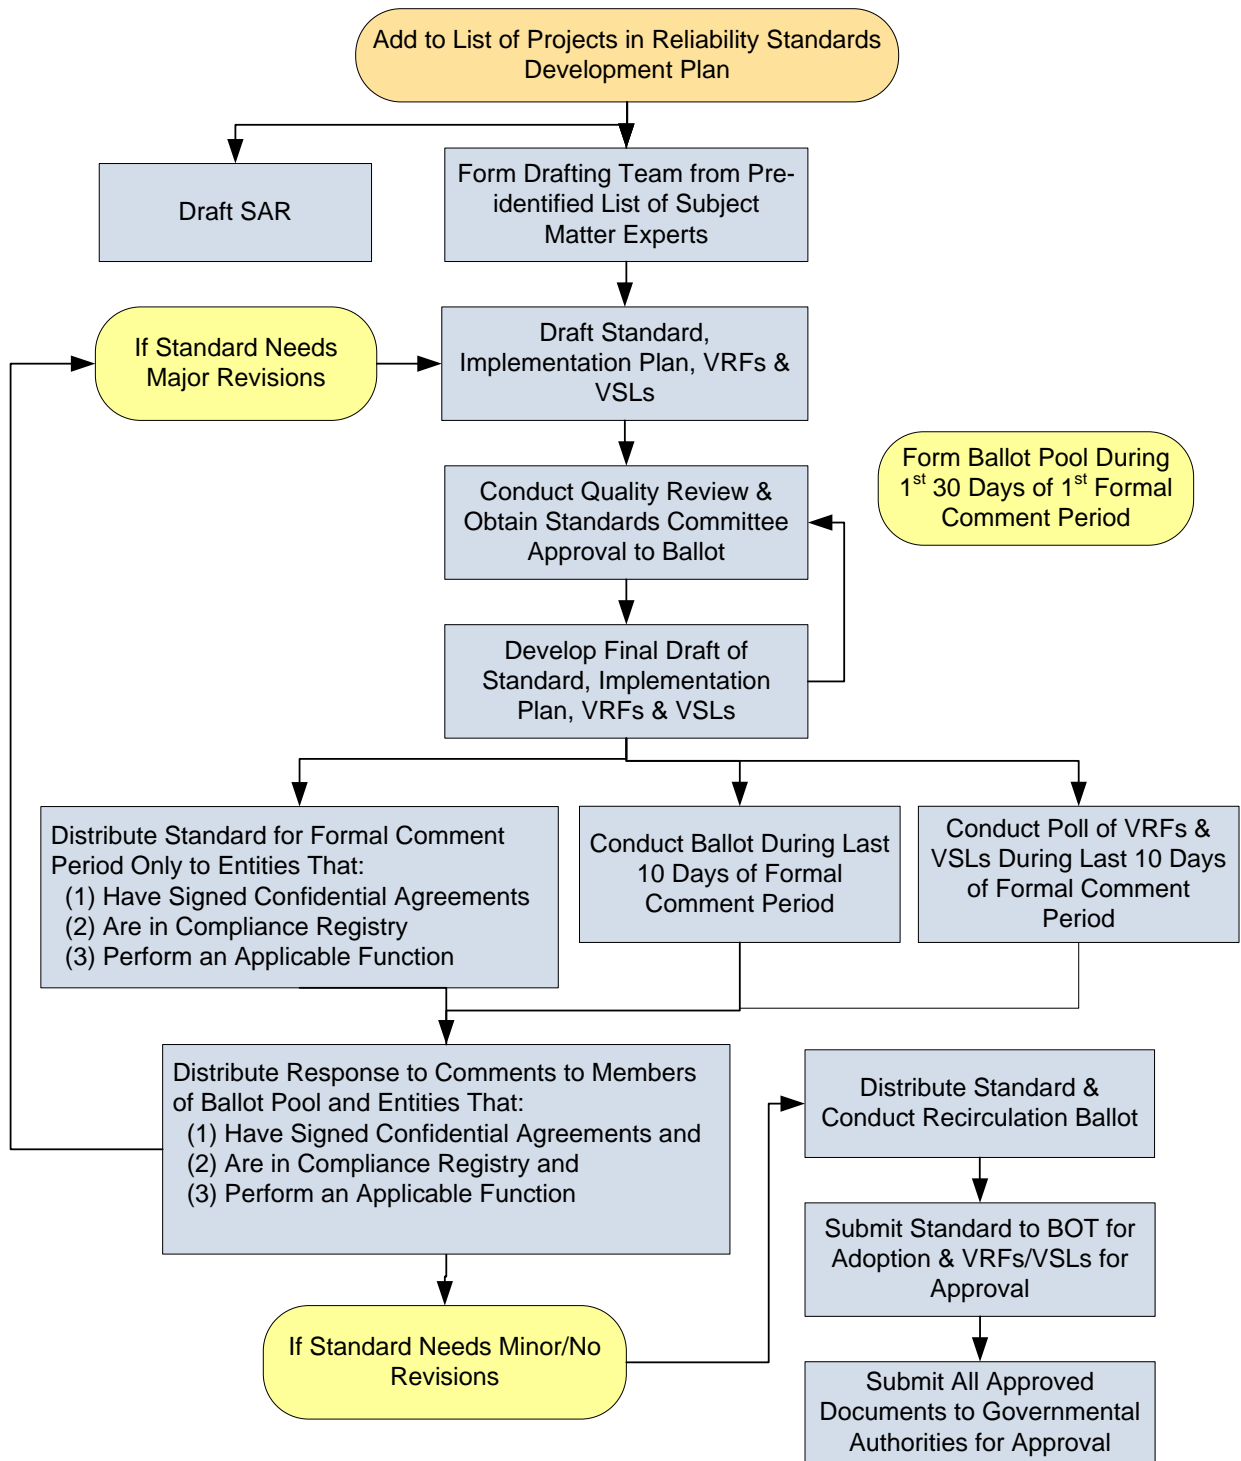 Add to List of Projects in Reliability Standards
Development Plan
Draft SAR
Form Drafting Team from Pre-
identified List of Subject
Matter Experts
If Standard Needs
Major Revisions
Draft Standard,
Implementation Plan, VRFs &
VSLs
Form Ballot Pool During
1st 30 Days of 1st Formal
Comment Period
Conduct Quality Review &
Obtain Standards Committee
Approval to Ballot
Develop Final Draft of
Standard, Implementation
Plan, VRFs & VSLs
Distribute Standard for Formal Comment
Period Only to Entities That:
(1) Have Signed Confidential Agreements
(2) Are in Compliance Registry
(3) Perform an Applicable Function
Conduct Ballot During Last
10 Days of Formal
Comment Period
Conduct Poll of VRFs &
VSLs During Last 10 Days
of Formal Comment
Period
Distribute Response to Comments to Members
of Ballot Pool and Entities That:
(1) Have Signed Confidential Agreements and
(2) Are in Compliance Registry and
(3) Perform an Applicable Function
Distribute Standard &
Conduct Recirculation Ballot
Submit Standard to BOT for
Adoption & VRFs/VSLs for
Approval
If Standard Needs Minor/No
Revisions
Submit All Approved
Documents to Governmental
Authorities for Approval